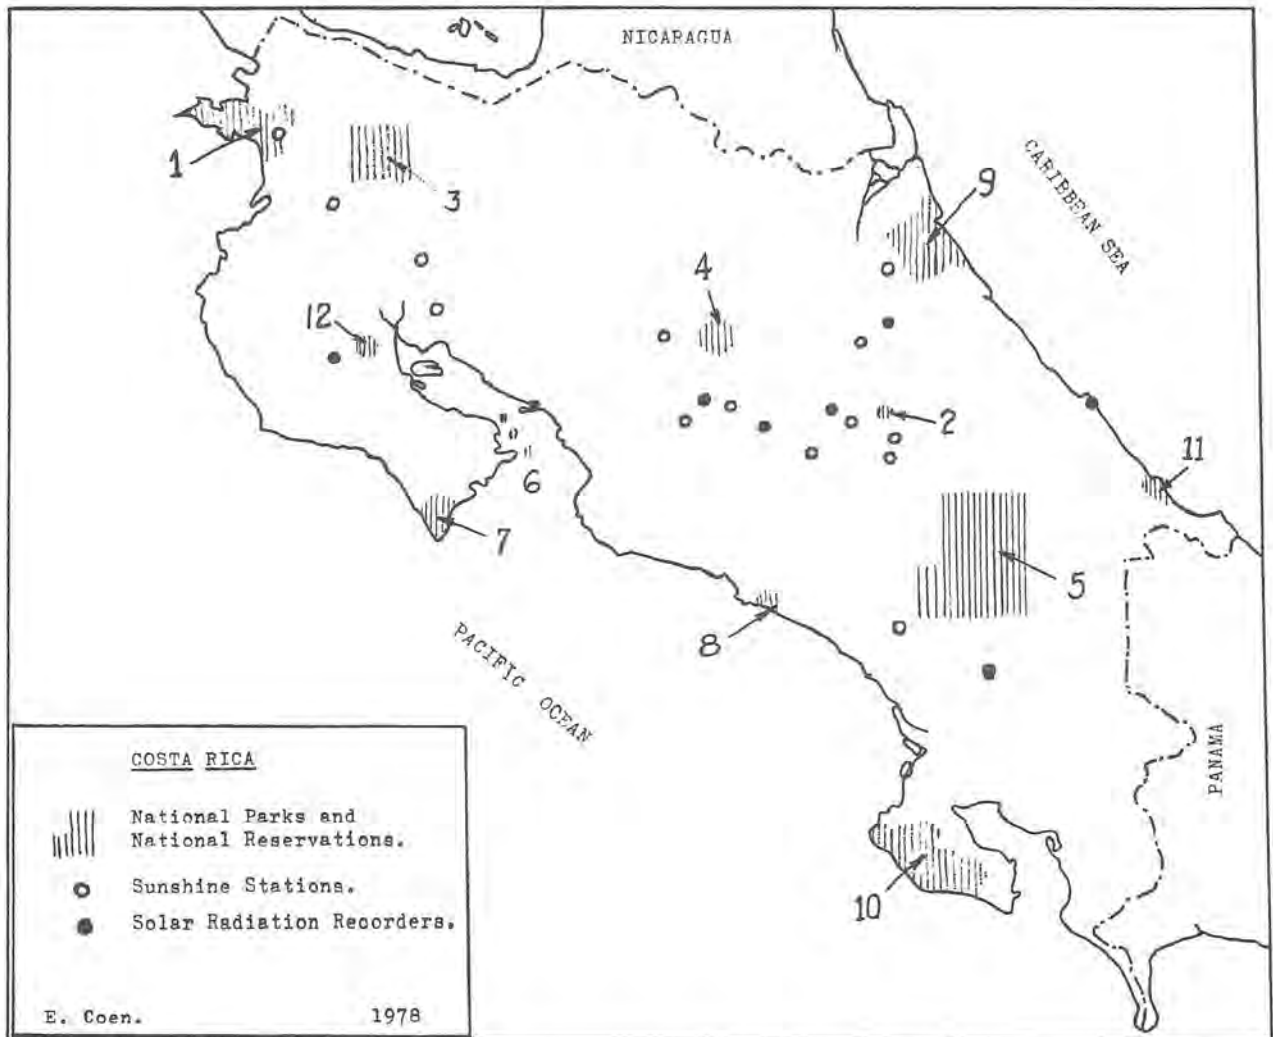 NICARAGUA
CARIBBEAN SEA
1
3
9
4
12
2
11
6
7
5
8
PACIFIC OCEAN
PANAMA
10
COSTA RICA
National Parks and
National Reservations.
Sunshine Stations.
Solar Radiation Recorders.
E. Coen. 1978